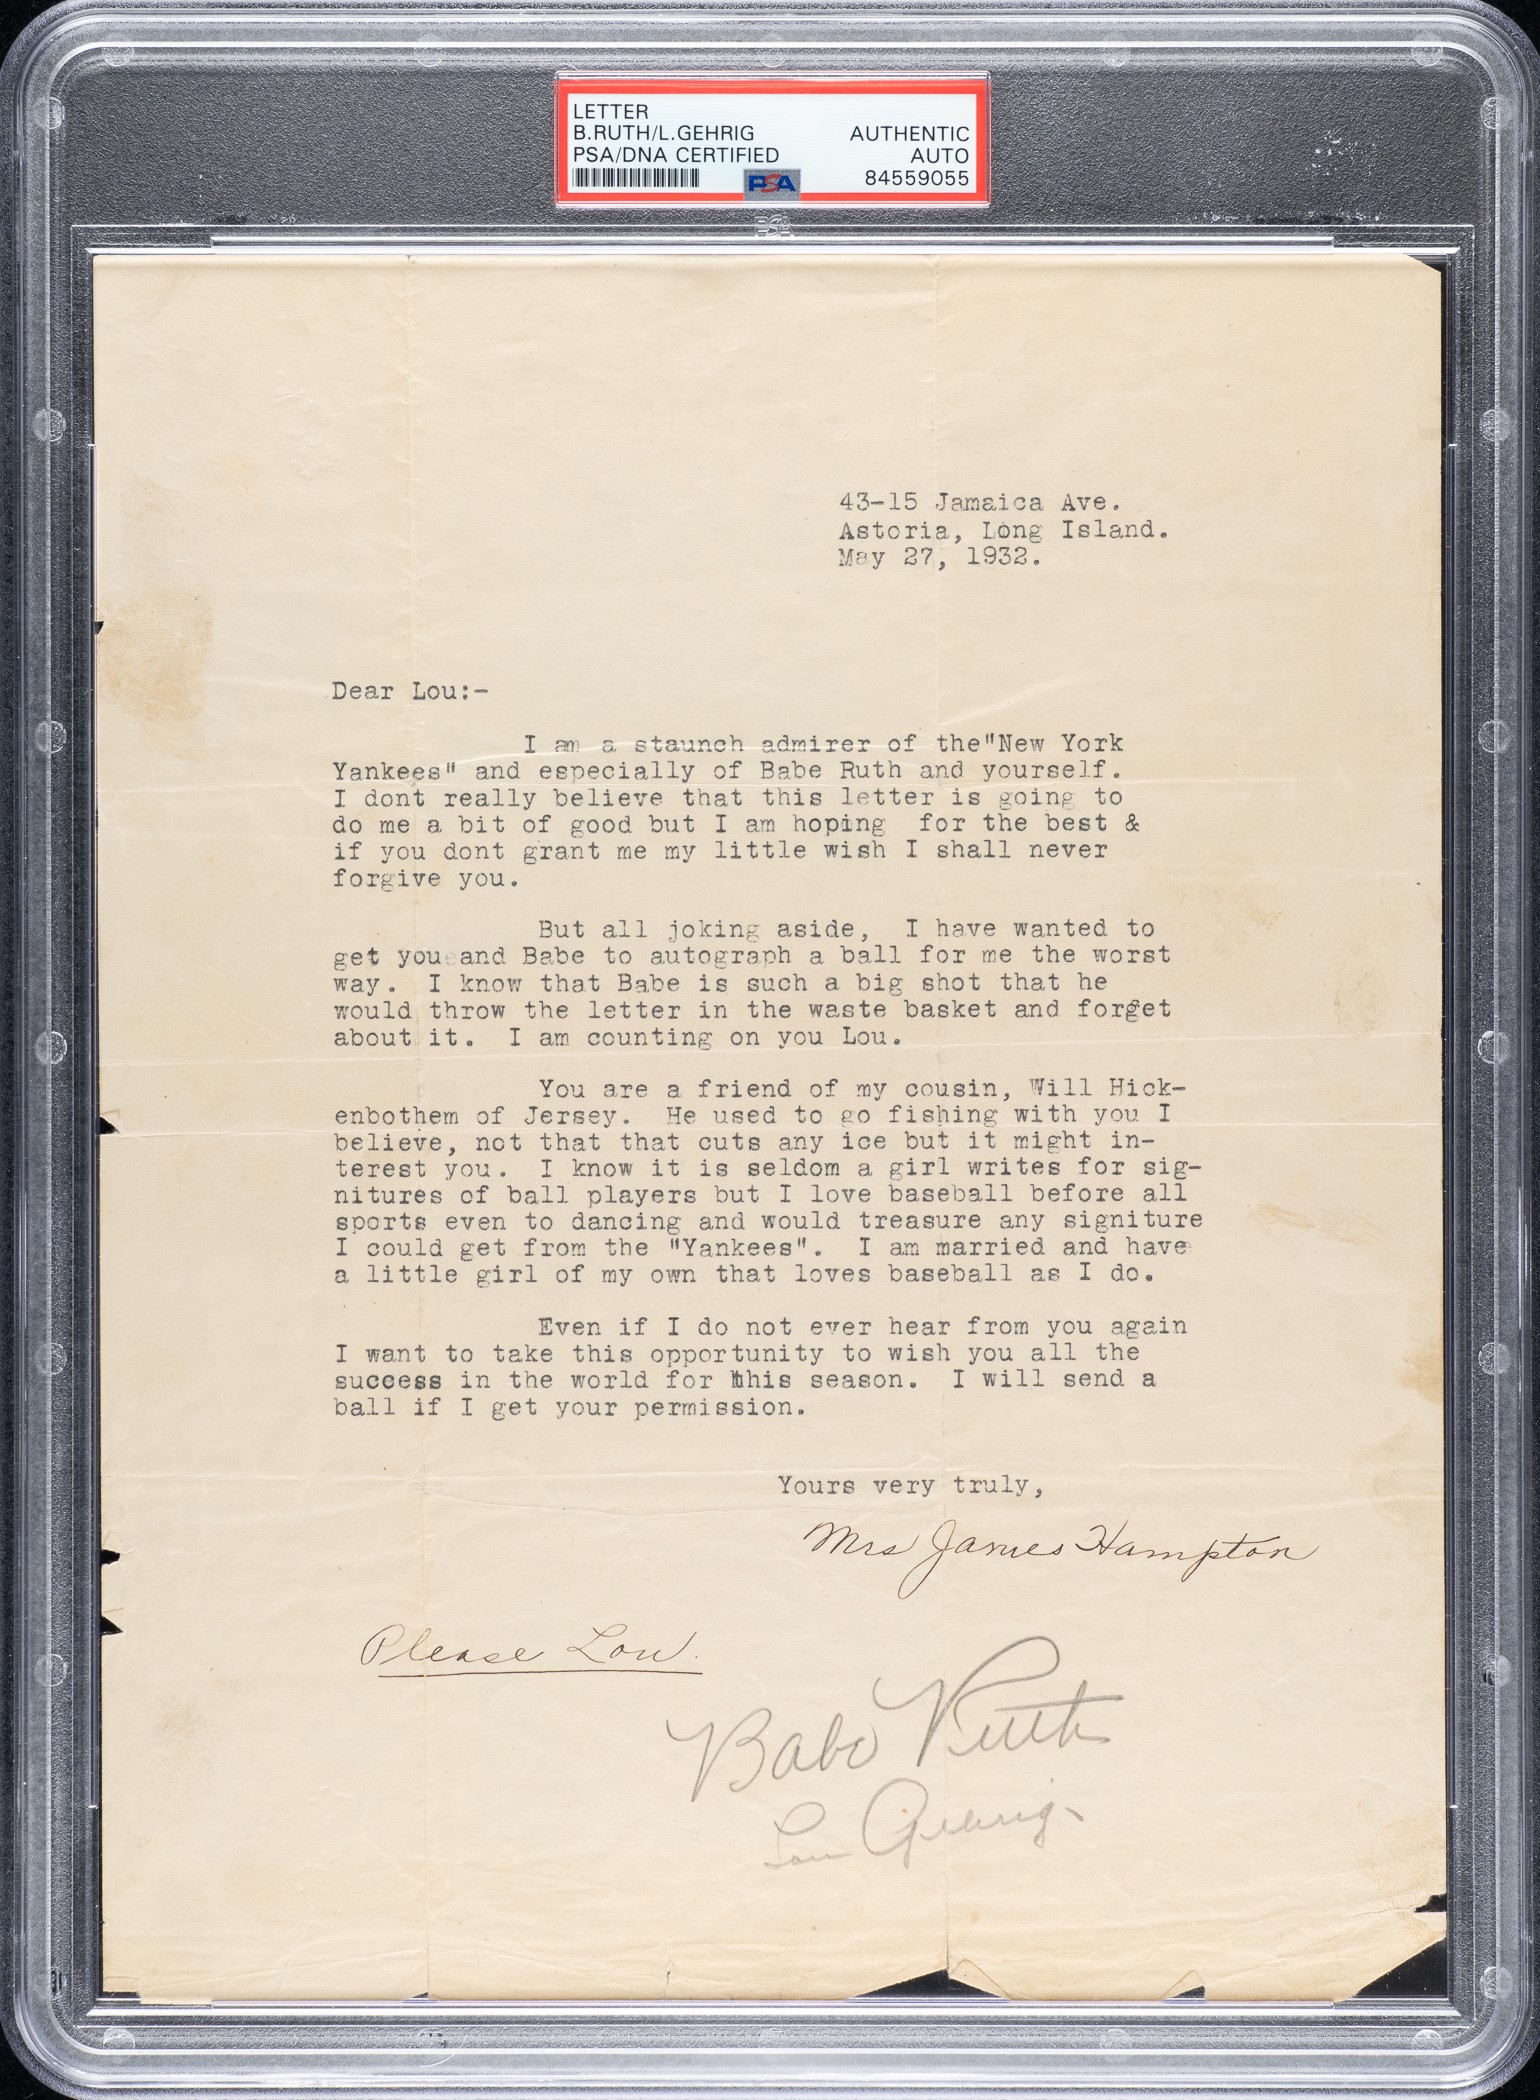 LETTER
B.RUTH/L.GEHRIG
PSA/DNA CERTIFIED
AUTHENTIC
AUTO
84559055
PSA
43-15 Jamaica Ave.
Astoria, Long Island.
May 27, 1932.
Dear Lou:-
I am a staunch admirer of the"New York
Yankees" and especially of Babe Ruth and yourself.
I dont really believe that this letter is going to
do me a bit of good but I am hoping for the best &
if you dont grant me my little wish I shall never
forgive you.
But all joking aside, I have wanted to
get you and Babe to autograph a ball for me the worst
way. I know that Babe is such a big shot that he
would throw the letter in the waste basket and forget
about it. I am counting on you Lou.
You are a friend of my cousin, Will Hick-
enbothem of Jersey. He used to go fishing with you I
believe, not that that cuts any ice but it might in-
terest you. I know it is seldom a girl writes for sig-
nitures of ball players but I love baseball before all
sports even to dancing and would treasure any signiture
I could get from the "Yankees". I am married and have
a little girl of my own that loves baseball as I do.
Even if I do not ever hear from you again
I want to take this opportunity to wish you all the
success in the world for this season. I will send a
ball if I get your permission.
Yours very truly,
Mrs James Hampton
Please Lou.
Babe Ruth
Lou Gehrig